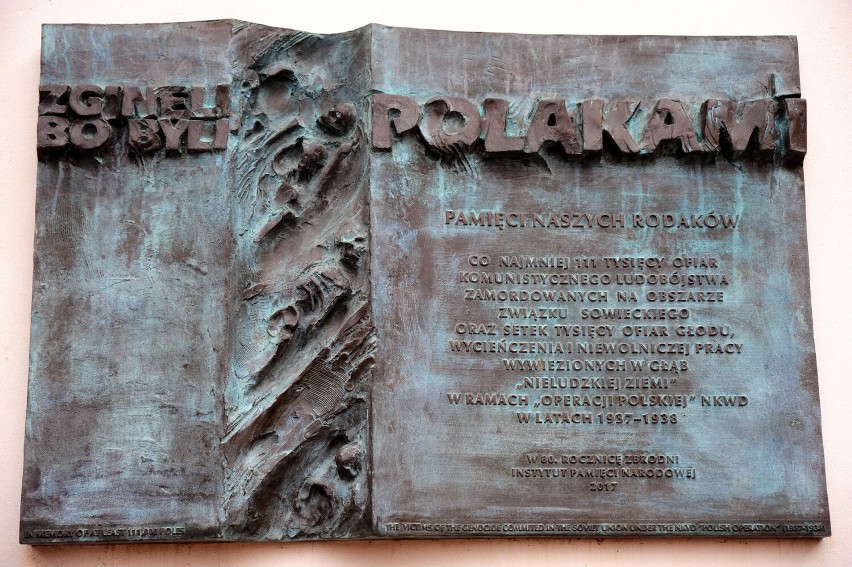 ZGINĘLI
BO BYLI
POLAKAMI
PAMIĘCI NASZYCH RODAKÓW
CO NAJMNIEJ 111 TYSIĘCY OFIAR
KOMUNISTYCZNEGO LUDOBÓJSTWA
ZAMORDOWANYCH NA OBSZARZE
ZWIĄZKU SOWIECKIEGO
ORAZ SETEK TYSIĘCY OFIAR GŁODU,
WYCIEŃCZENIA I NIEWOLNICZEJ PRACY
WYWIEZIONYCH W GŁĄB
„NIELUDZKIEJ ZIEMI”
W RAMACH „OPERACJI POLSKIEJ” NKWD
W LATACH 1937–1938
W 80. ROCZNICĘ ZBRODNI
INSTYTUT PAMIĘCI NARODOWEJ
2017
IN MEMORY OF AT LEAST 111,000 POLES
THE VICTIMS OF THE GENOCIDE COMMITED IN THE SOVIET UNION UNDER THE NKVD "POLISH OPERATION" (1937-1938)